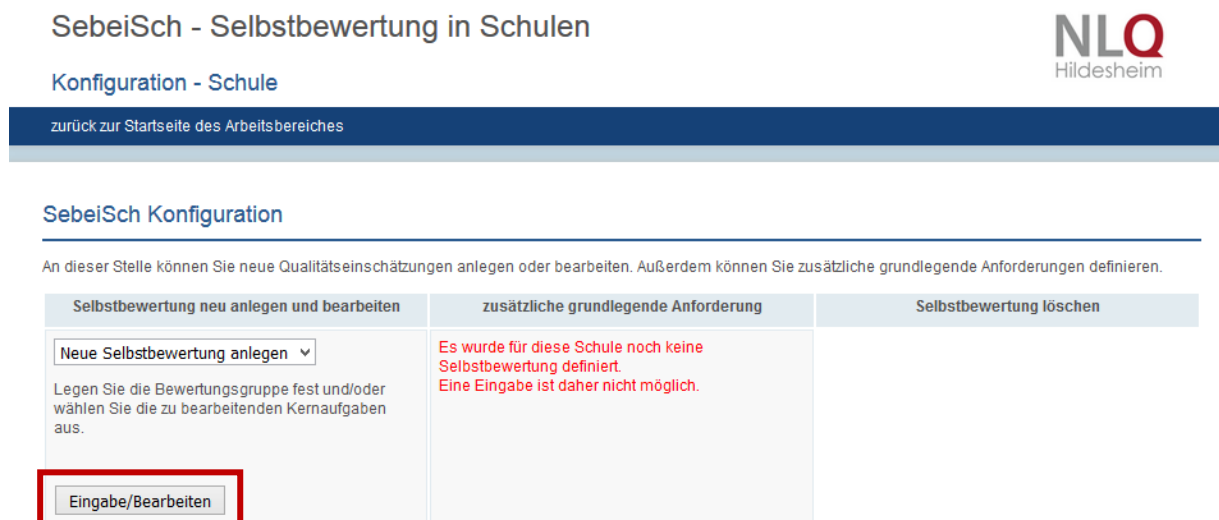 SebeiSch - Selbstbewertung in Schulen
NLQ
Hildesheim
Konfiguration - Schule
zurück zur Startseite des Arbeitsbereiches
SebeiSch Konfiguration
An dieser Stelle können Sie neue Qualitätseinschätzungen anlegen oder bearbeiten. Außerdem können Sie zusätzliche grundlegende Anforderungen definieren.
Selbstbewertung neu anlegen und bearbeiten
zusätzliche grundlegende Anforderung
Selbstbewertung löschen
Neue Selbstbewertung anlegen
Legen Sie die Bewertungsgruppe fest und/oder
wählen Sie die zu bearbeitenden Kernaufgaben
aus.
Eingabe/Bearbeiten
Es wurde für diese Schule noch keine
Selbstbewertung definiert.
Eine Eingabe ist daher nicht möglich.